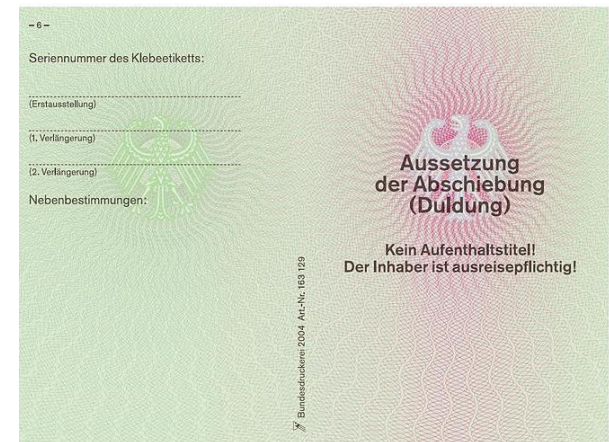 – 6 –
Seriennummer des Klebeetiketts:
(Erstausstellung)
(1. Verlängerung)
(2. Verlängerung)
Nebenbestimmungen:
Bundesdruckerei 2004 Art.-Nr. 163 129
Aussetzung
der Abschiebung
(Duldung)
Kein Aufenthaltstitel!
Der Inhaber ist ausreisepflichtig!